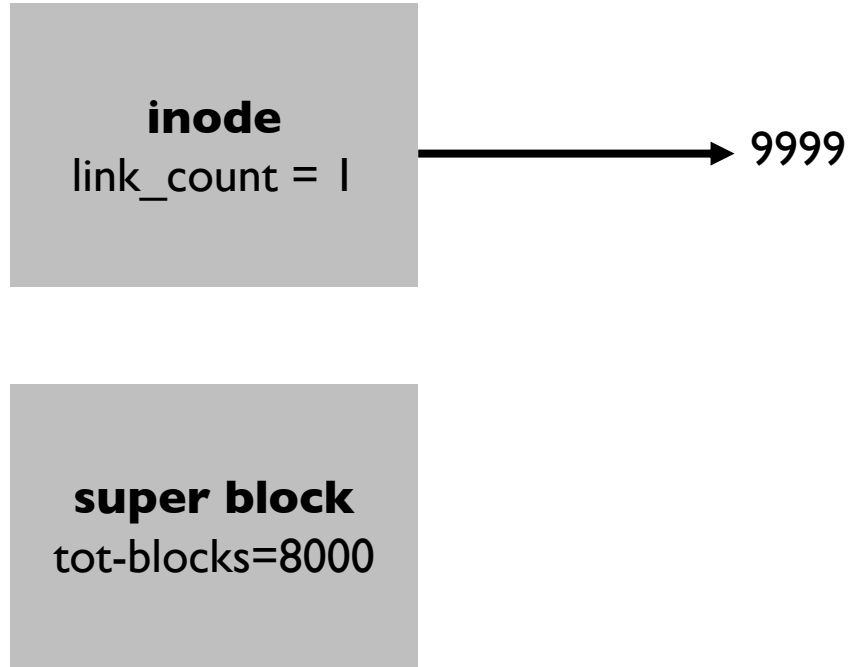 inode
link_count = 1
9999
super block
tot-blocks=8000